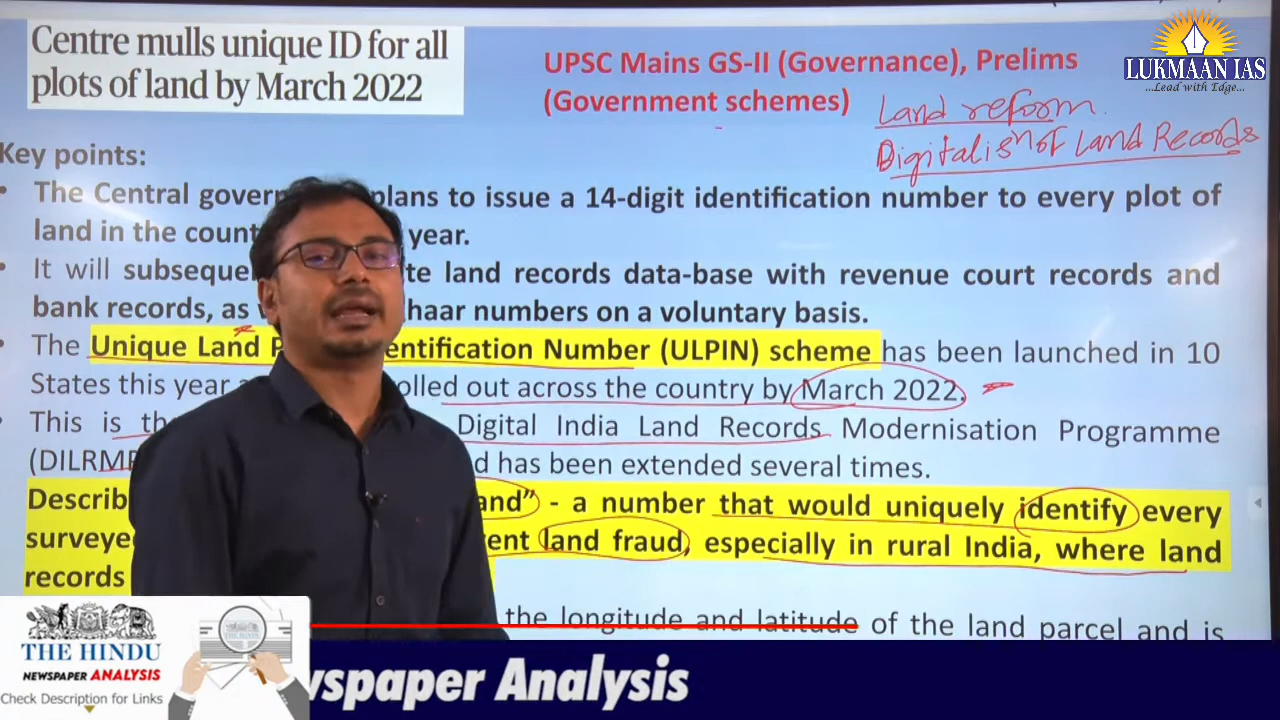 Centre mulls unique ID for all
plots of land by March 2022
UPSC Mains GS-II (Governance), Prelims
(Government schemes)
LUKMAAN IAS
...Lead with Edge...
Land reform
Digitalisn of Land Records
Key points:
• The Central gover plans to issue a 14-digit identification number to every plot of
land in the count year.
• It will subseque te land records data-base with revenue court records and
bank records, as haar numbers on a voluntary basis.
• The Unique Land P entification Number (ULPIN) scheme has been launched in 10
States this year olled out across the country by March 2022.
• This is th Digital India Land Records Modernisation Programme
(DILRMP d has been extended several times.
Describ and” - a number that would uniquely identify every
surveye ent land fraud, especially in rural India, where land
records
the longitude and latitude of the land parcel and is
THE HINDU
NEWSPAPER ANALYSIS
Check Description for Links
wspaper Analysis